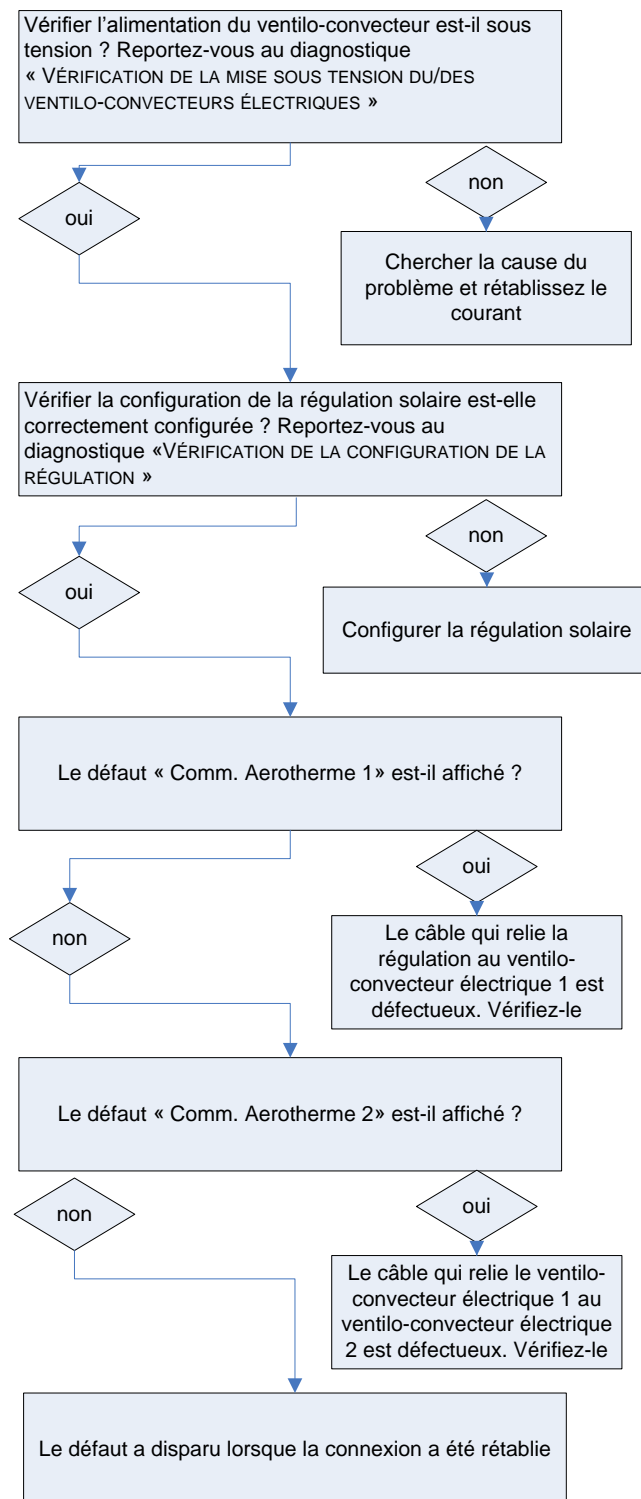 Vérifier l’alimentation du ventilo-convecteur est-il sous
tension ? Reportez-vous au diagnostique
« VÉRIFICATION DE LA MISE SOUS TENSION DU/DES
VENTILO-CONVECTEURS ÉLECTRIQUES »
oui
non
Chercher la cause du
problème et rétablissez le
courant
Vérifier la configuration de la régulation solaire est-elle
correctement configurée ? Reportez-vous au
diagnostique «VÉRIFICATION DE LA CONFIGURATION DE LA
RÉGULATION »
oui
non
Configurer la régulation solaire
Le défaut « Comm. Aerotherme 1» est-il affiché ?
non
oui
Le câble qui relie la
régulation au ventilo-
convecteur électrique 1 est
défectueux. Vérifiez-le
Le défaut « Comm. Aerotherme 2» est-il affiché ?
non
oui
Le câble qui relie le ventilo-
convecteur électrique 1 au
ventilo-convecteur électrique
2 est défectueux. Vérifiez-le
Le défaut a disparu lorsque la connexion a été rétablie